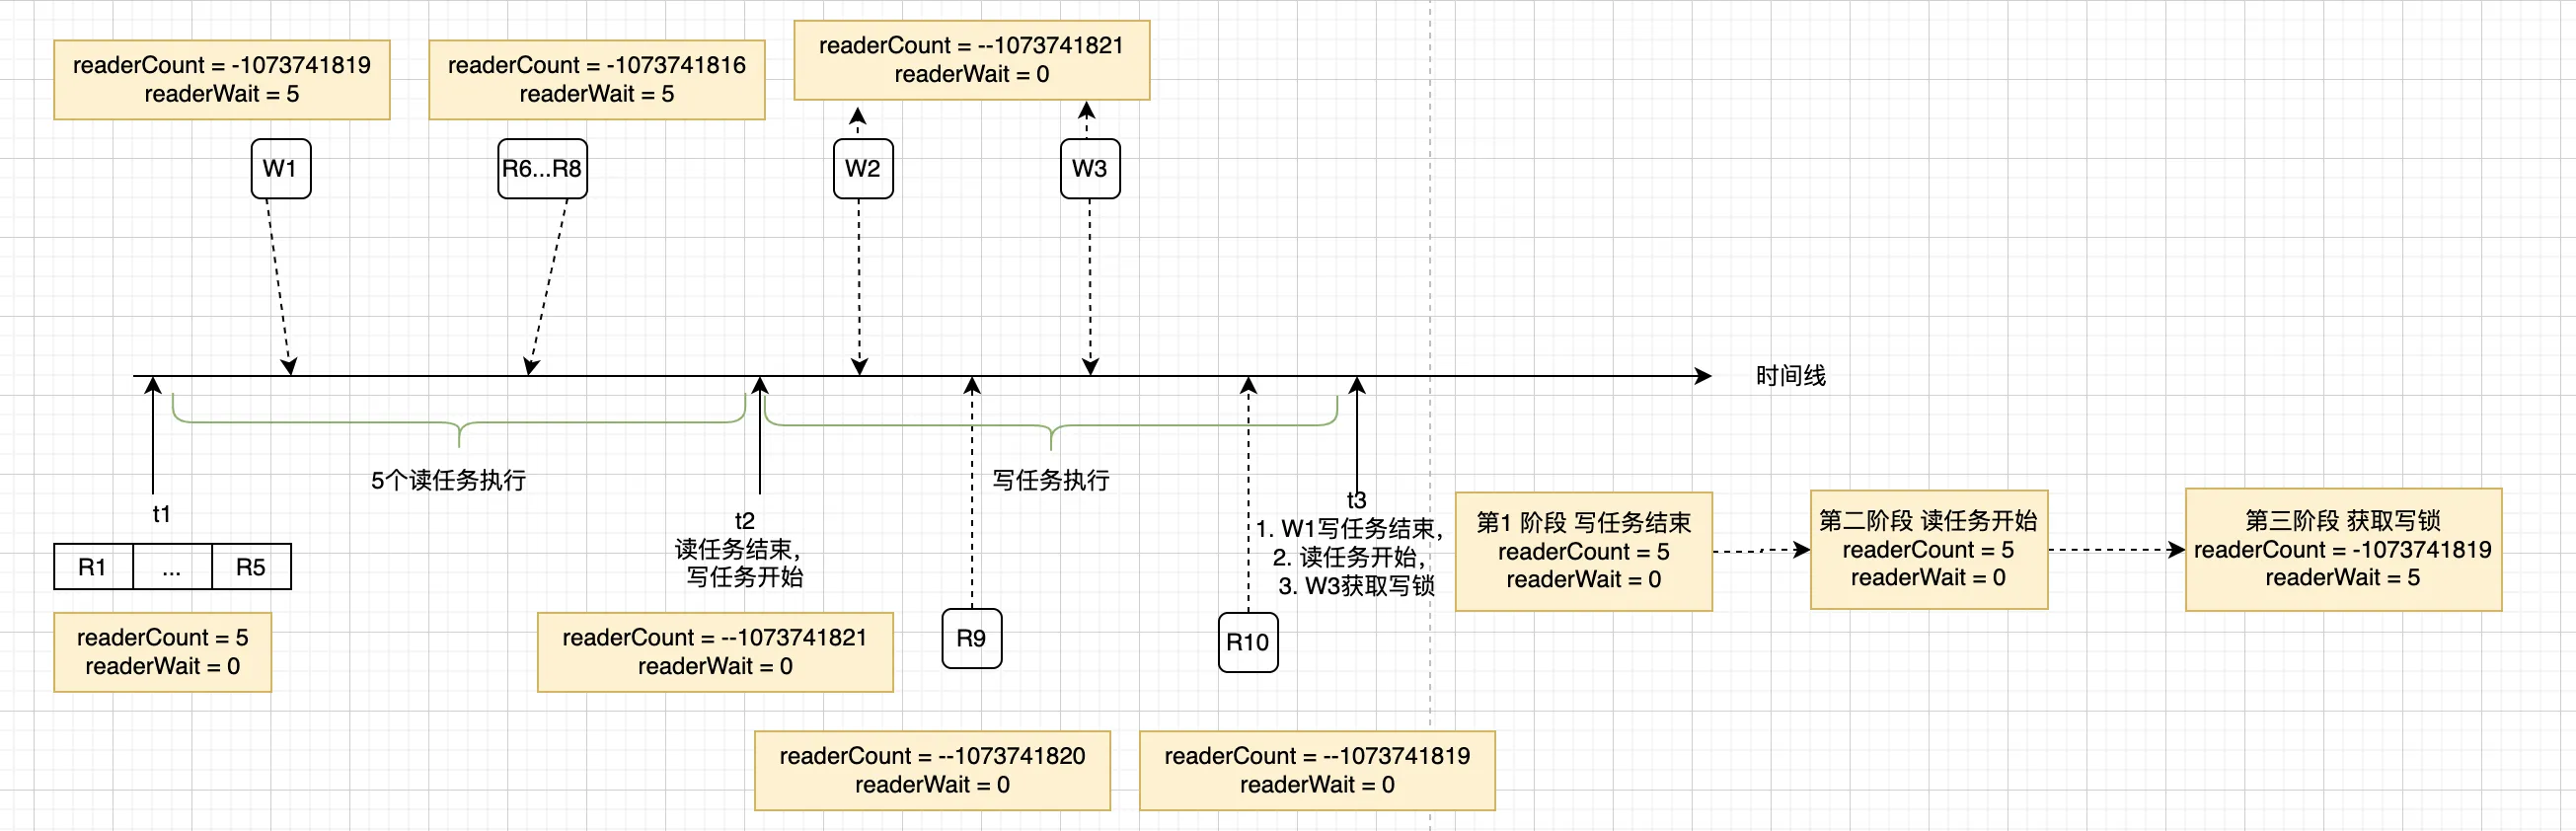 readerCount = -1073741819
readerWait = 5
readerCount = -1073741816
readerWait = 5
readerCount = --1073741821
readerWait = 0
W1
R6...R8
W2
W3
时间线
5个读任务执行
写任务执行
t1
R1
...
R5
readerCount = 5
readerWait = 0
t2
读任务结束，
写任务开始
readerCount = --1073741821
readerWait = 0
R9
R10
t3
1. W1写任务结束，
2. 读任务开始，
3. W3获取写锁
第1 阶段 写任务结束
readerCount = 5
readerWait = 0
第二阶段 读任务开始
readerCount = 5
readerWait = 0
第三阶段 获取写锁
readerCount = -1073741819
readerWait = 5
readerCount = --1073741820
readerWait = 0
readerCount = --1073741819
readerWait = 0